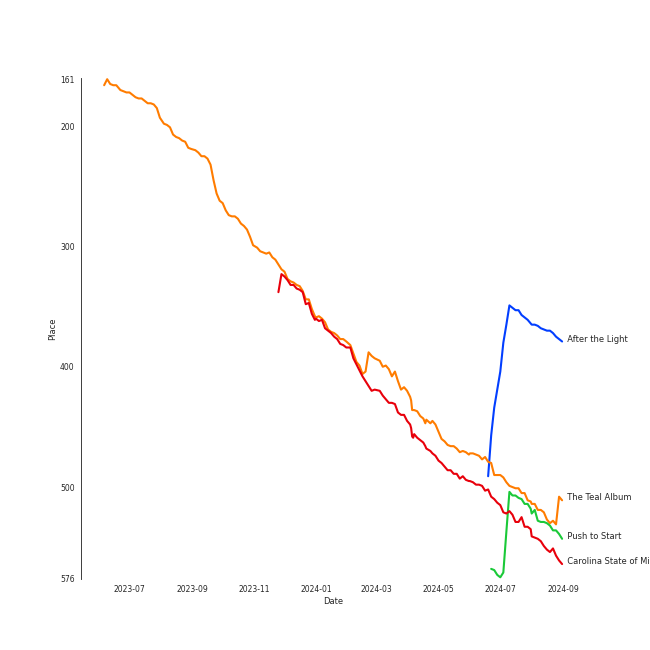 161
200
300
400
500
576
Place
After the Light
The Teal Album
Push to Start
Carolina State of Mi
2023-07
2023-09
2023-11
2024-01
2024-03
2024-05
2024-07
2024-09
Date